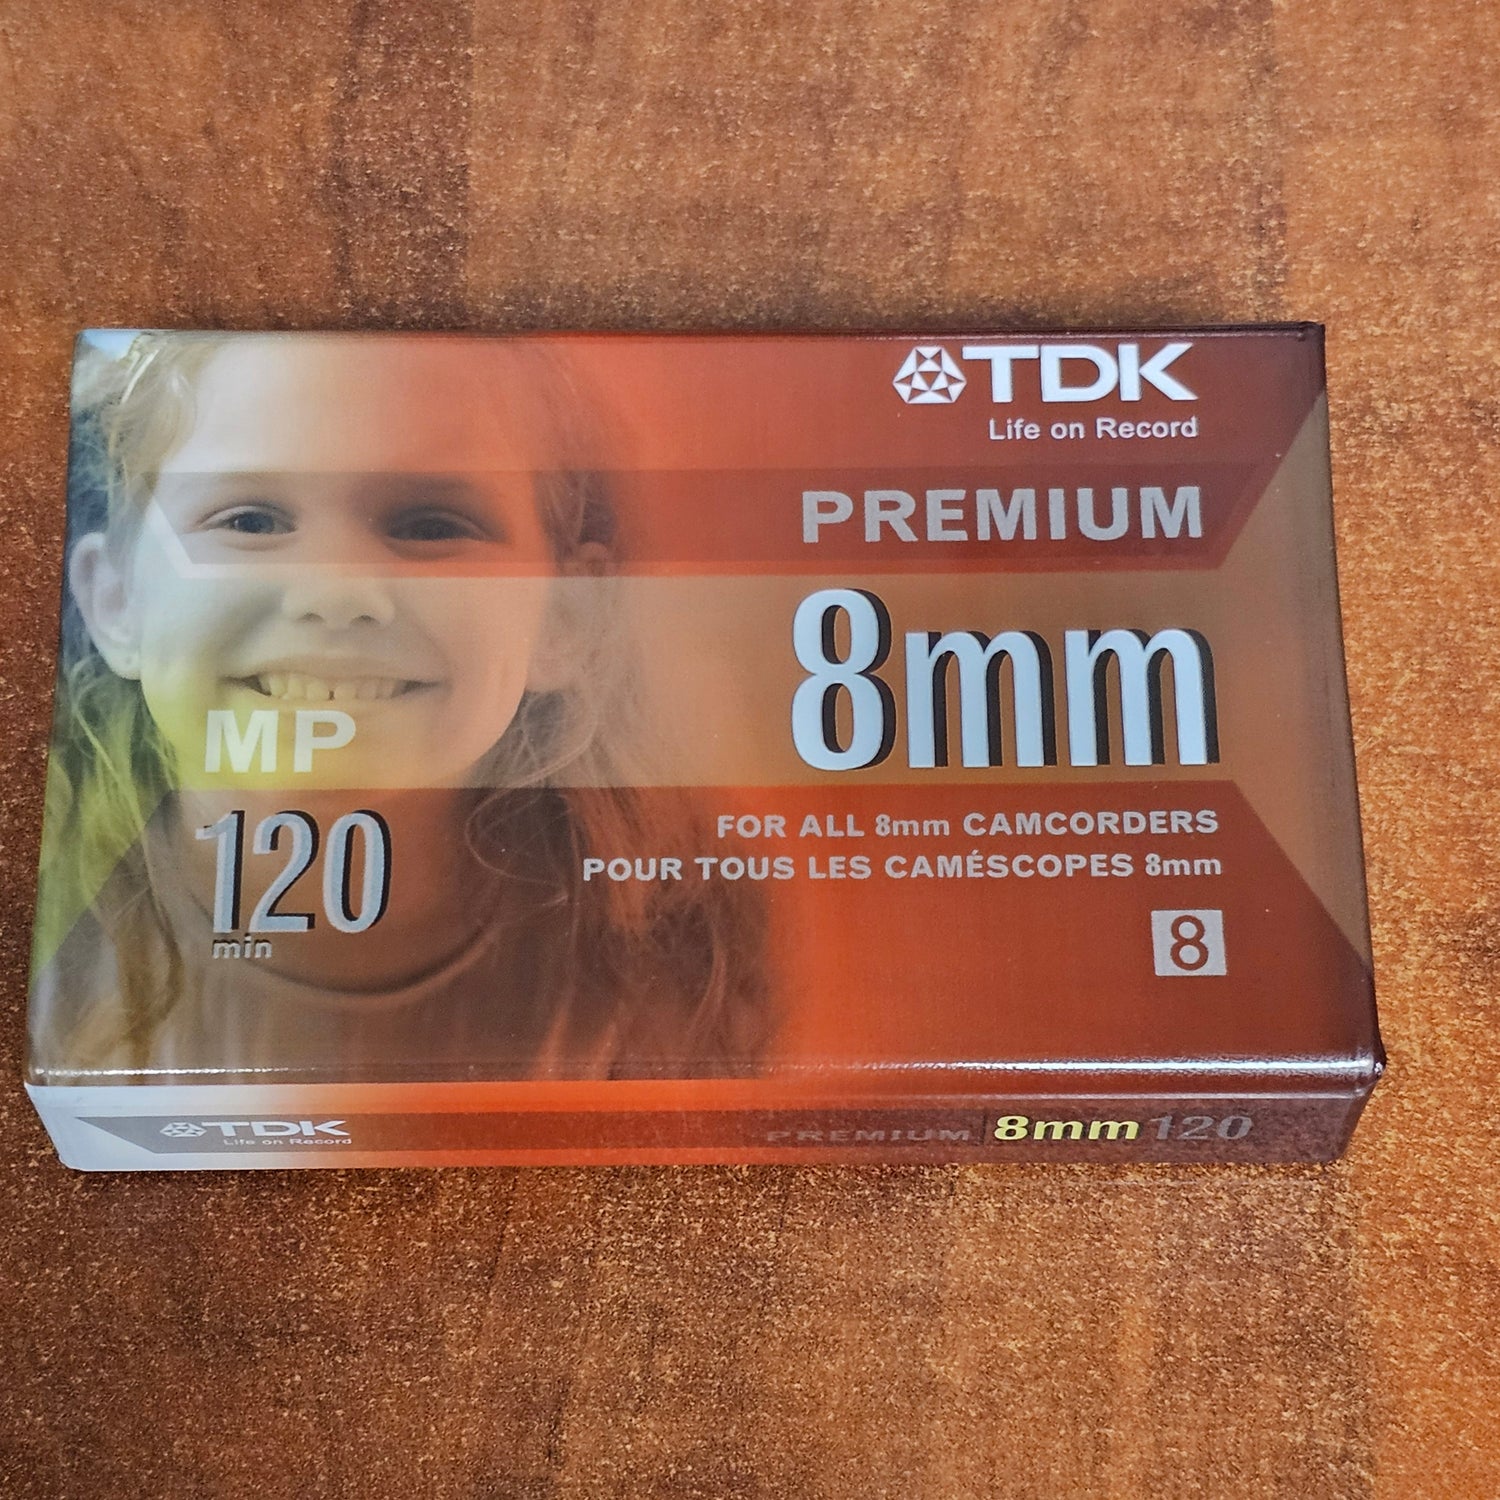 TDK
Life on Record
PREMIUM
8mm
MP
120
min
FOR ALL 8mm CAMCORDERS
POUR TOUS LES CAMÉSCOPES 8mm
8
TDK
Life on Record
PREMIUM 8mm 120